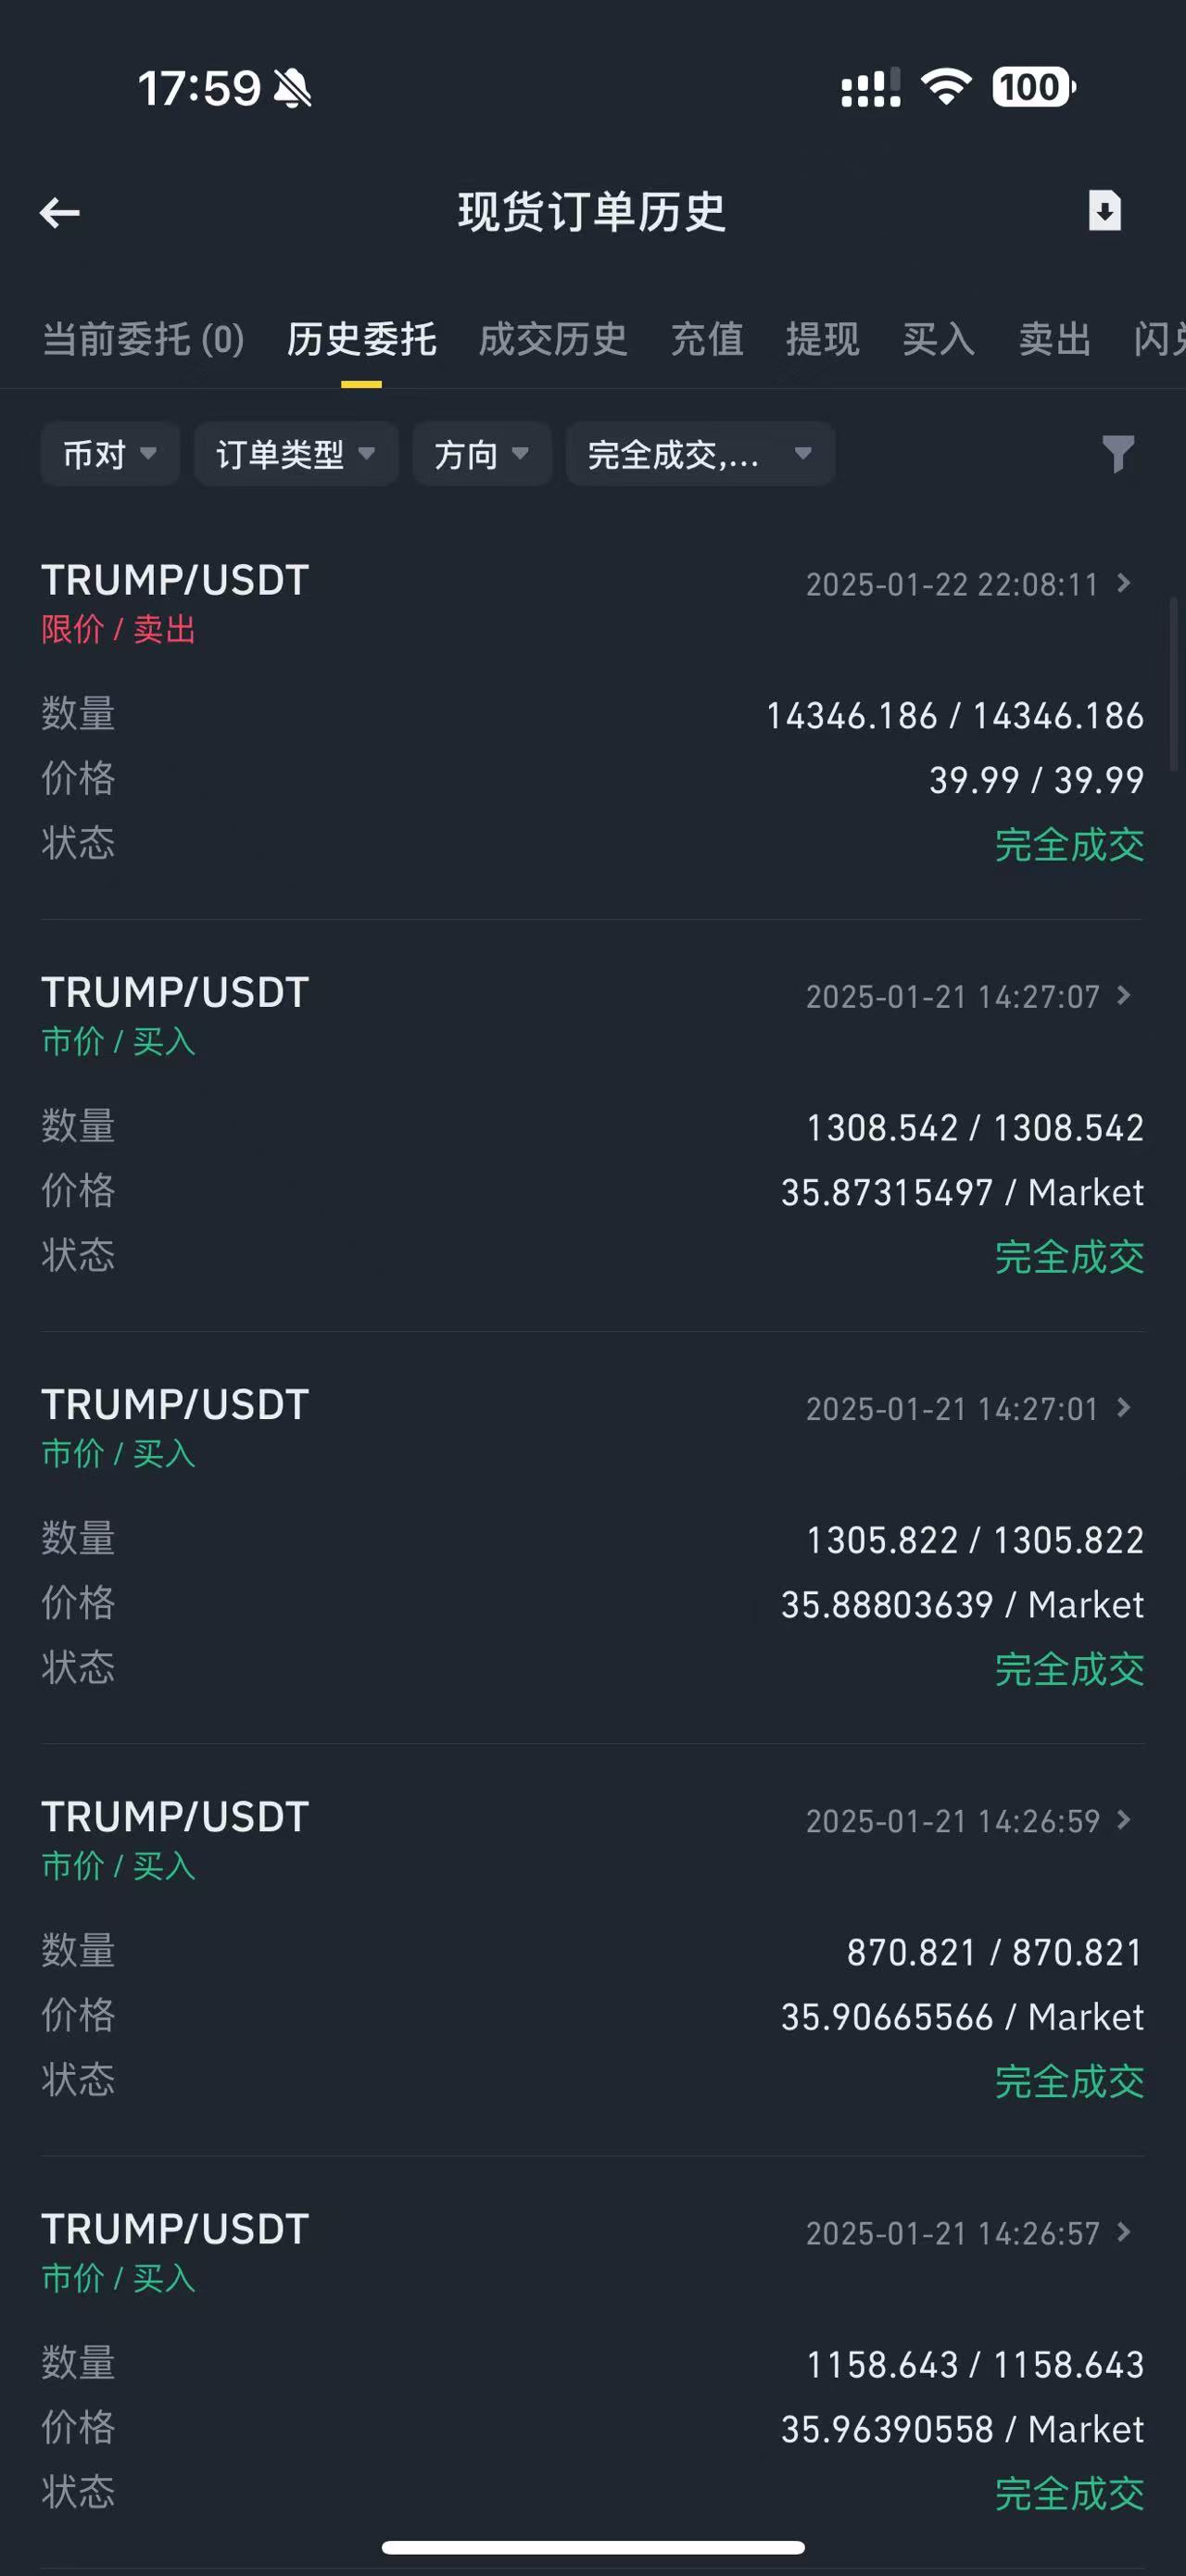 17:59
100
现货订单历史
当前委托 (0) 历史委托 成交历史 充值 提现 买入 卖出 闪
币对 订单类型 方向 完全成交,...
TRUMP/USDT 2025-01-22 22:08:11
限价 / 卖出
数量 14346.186 / 14346.186
价格 39.99 / 39.99
状态 完全成交
TRUMP/USDT 2025-01-21 14:27:07
市价 / 买入
数量 1308.542 / 1308.542
价格 35.87315497 / Market
状态 完全成交
TRUMP/USDT 2025-01-21 14:27:01
市价 / 买入
数量 1305.822 / 1305.822
价格 35.88803639 / Market
状态 完全成交
TRUMP/USDT 2025-01-21 14:26:59
市价 / 买入
数量 870.821 / 870.821
价格 35.90665566 / Market
状态 完全成交
TRUMP/USDT 2025-01-21 14:26:57
市价 / 买入
数量 1158.643 / 1158.643
价格 35.96390558 / Market
状态 完全成交